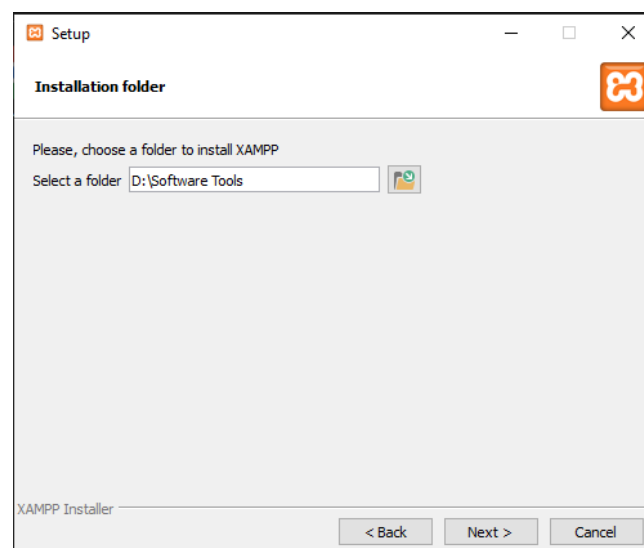 Setup
Installation folder
Please, choose a folder to install XAMPP
Select a folder D:\Software Tools
XAMPP Installer
< Back Next > Cancel